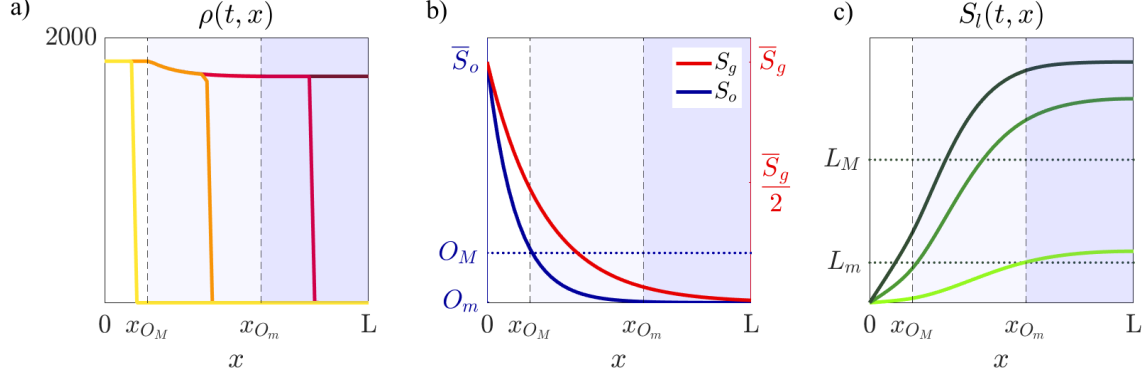 a)
ρ(t, x)
2000
0
x_{O_M}
x_{O_m}
L
x
b)
S̅_o
O_M
O_m
S_g
S_o
S̅_g
S̅_g
2
0
x_{O_M}
x_{O_m}
L
x
c)
S_l(t, x)
L_M
L_m
0
x_{O_M}
x_{O_m}
L
x